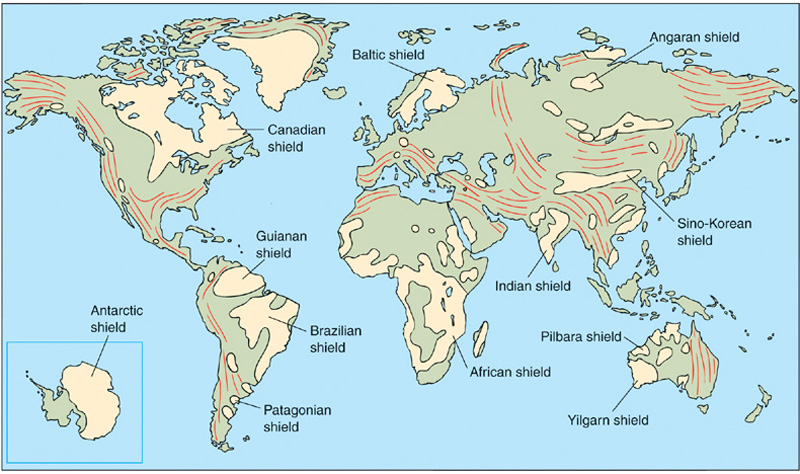 Angaran shield
Baltic shield
Canadian
shield
Sino-Korean
shield
Guianan
shield
Indian shield
Antarctic
shield
Brazilian
shield
Pilbara shield
African shield
Patagonian
shield
Yilgarn shield